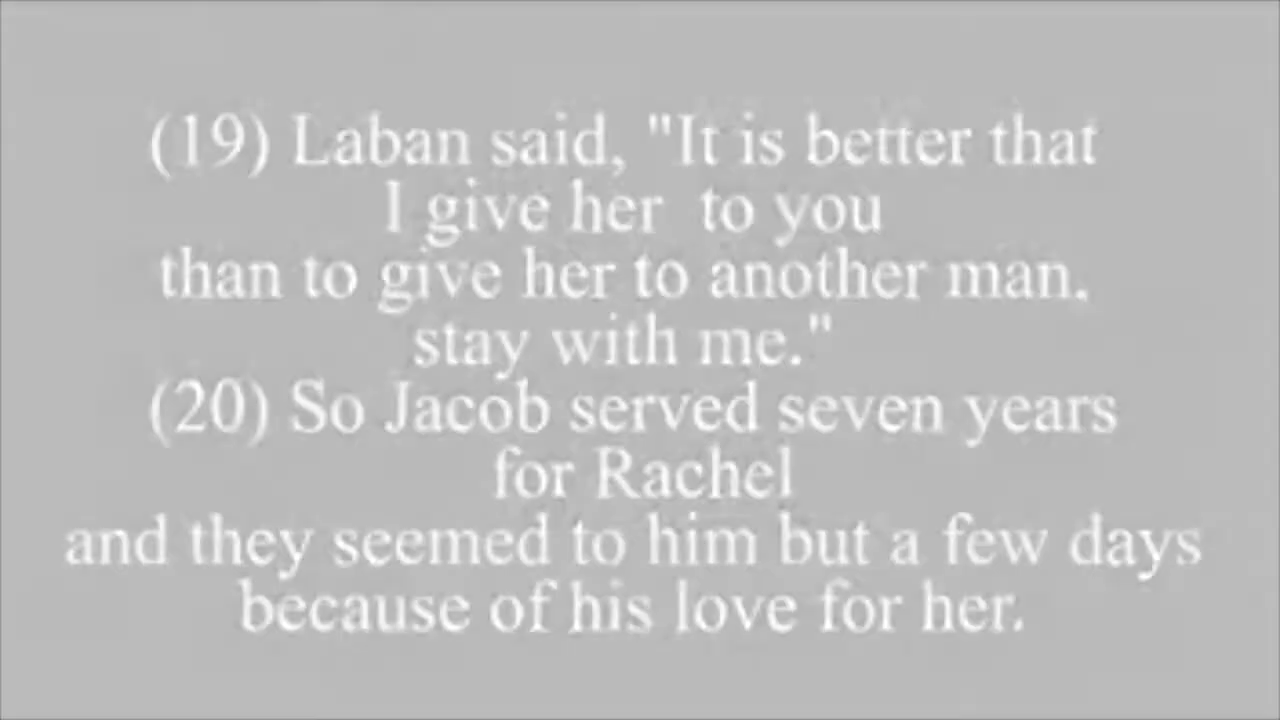 (19) Laban said, "It is better that
I give her  to you
than to give her to another man.
stay with me."
(20) So Jacob served seven years
for Rachel
and they seemed to him but a few days
because of his love for her.